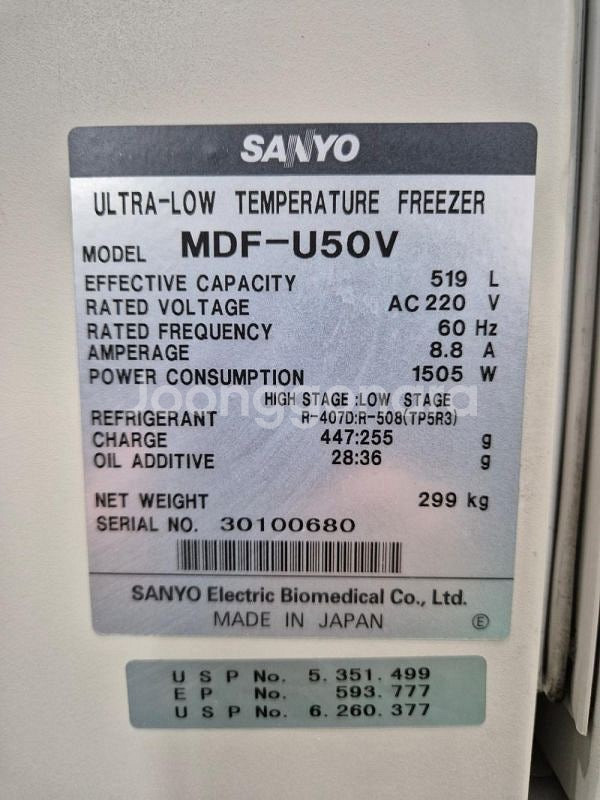 SANYO
ULTRA-LOW TEMPERATURE FREEZER
MODEL MDF-U50V
EFFECTIVE CAPACITY 519 L
RATED VOLTAGE AC 220 V
RATED FREQUENCY 60 Hz
AMPERAGE 8.8 A
POWER CONSUMPTION 1505 W
Joonggonara
HIGH STAGE :LOW STAGE
REFRIGERANT R-407D:R-508(TP5R3)
CHARGE 447:255 g
OIL ADDITIVE 28:36 g
NET WEIGHT 299 kg
SERIAL NO. 30100680
SANYO Electric Biomedical Co., Ltd.
MADE IN JAPAN E
U S P No. 5.351.499
E P No. 593.777
U S P No. 6.260.377